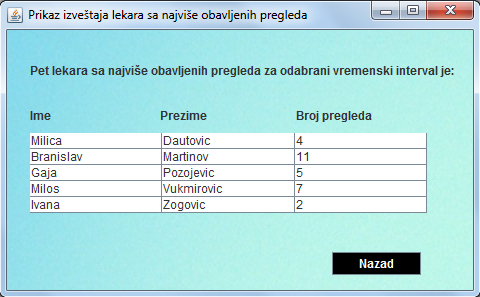 Prikaz izveštaja lekara sa najviše obavljenih pregleda
Pet lekara sa najviše obavljenih pregleda za odabrani vremenski interval je:
Ime Prezime Broj pregleda
Milica Dautovic 4
Branislav Martinov 11
Gaja Pozojevic 5
Milos Vukmirovic 7
Ivana Zogovic 2
Nazad